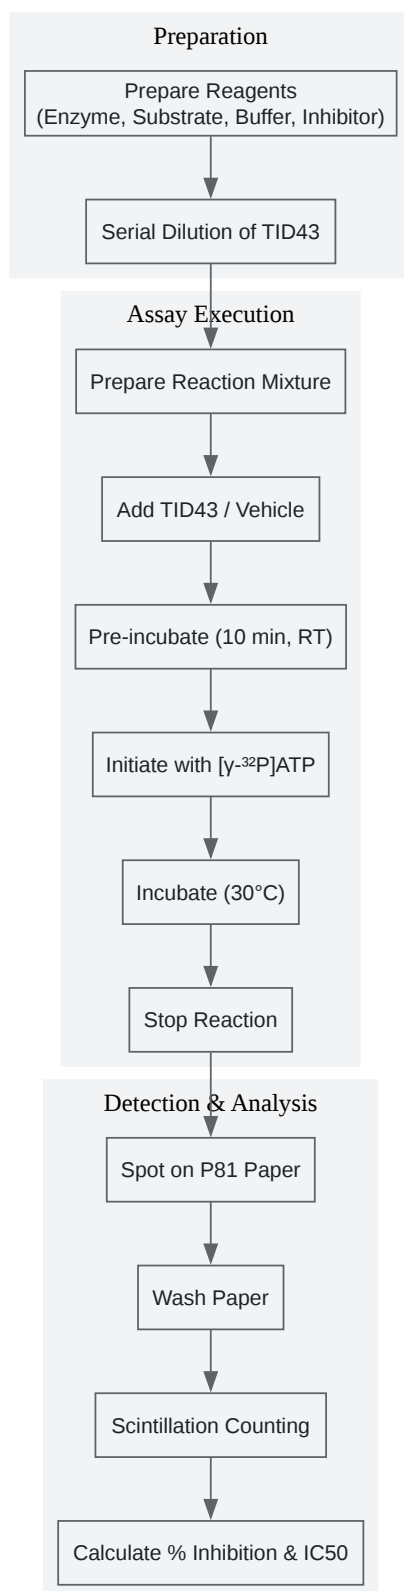 Preparation
Prepare Reagents
(Enzyme, Substrate, Buffer, Inhibitor)
Serial Dilution of TID43
Assay Execution
Prepare Reaction Mixture
Add TID43 / Vehicle
Pre-incubate (10 min, RT)
Initiate with [γ-³²P]ATP
Incubate (30°C)
Stop Reaction
Detection & Analysis
Spot on P81 Paper
Wash Paper
Scintillation Counting
Calculate % Inhibition & IC50